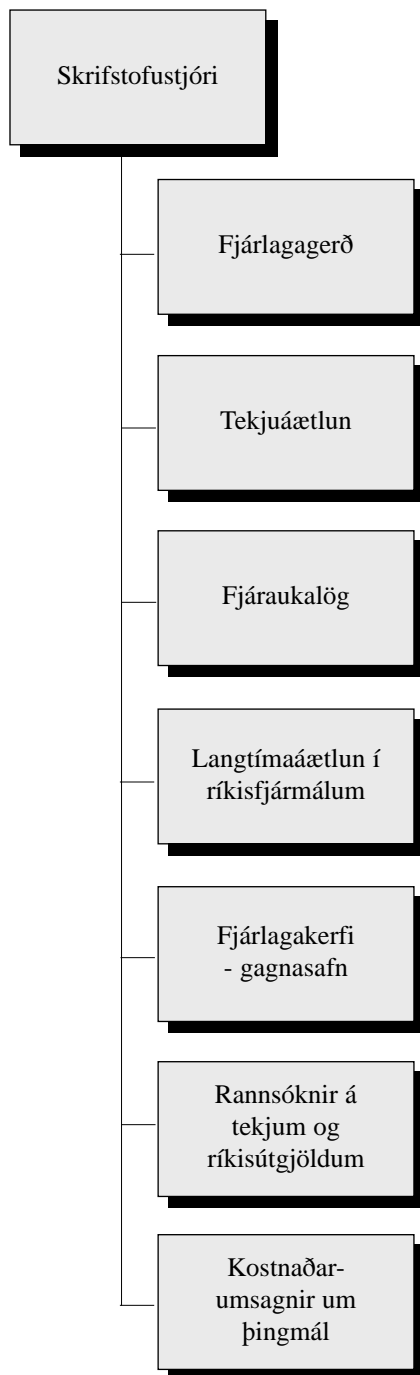 Skrifstofustjóri
Fjárlagagerð
Tekjuáætlun
Fjáraukalög
Langtímaáætlun í
ríkisfjármálum
Fjárlagakerfi
- gagnasafn
Rannsóknir á
tekjum og
ríkisútgjöldum
Kostnaðar-
umsagnir um
þingmál